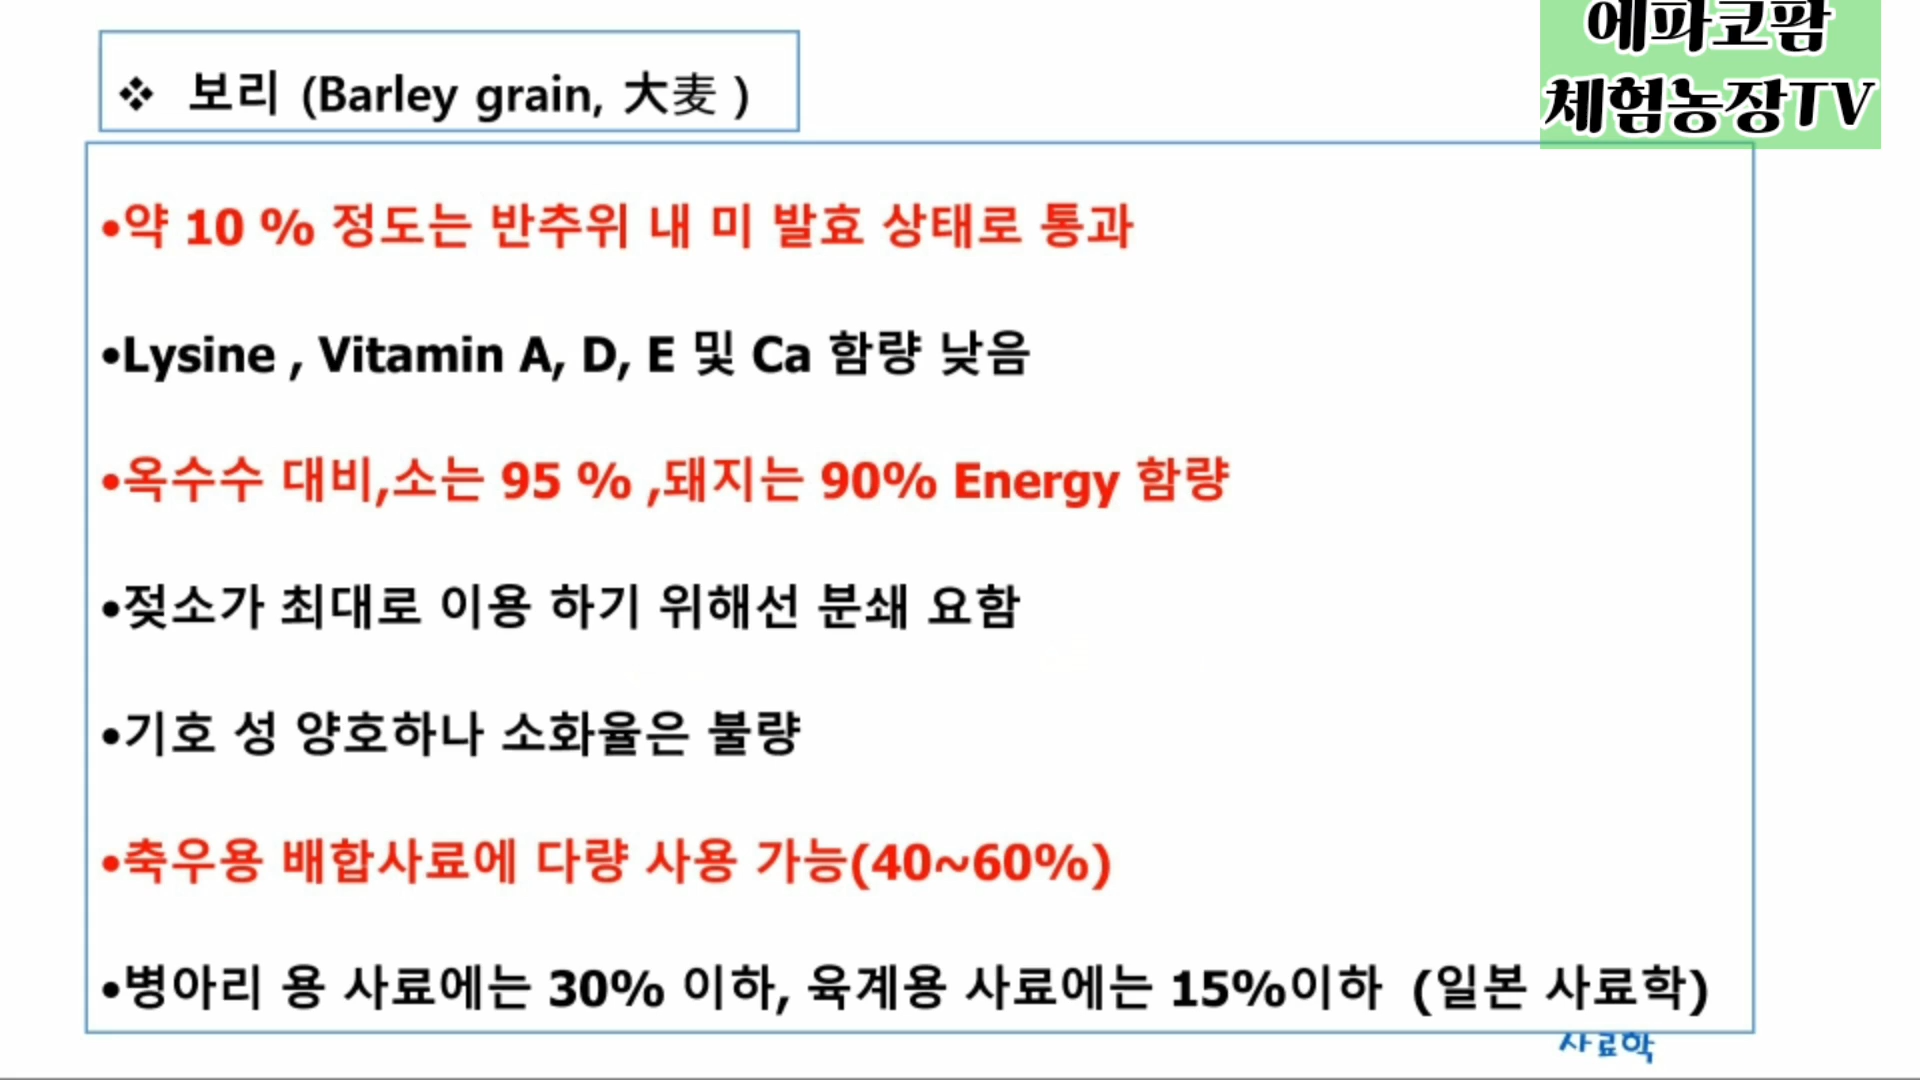 에파코팜
체험농장TV
❖ 보리 (Barley grain, 大麦 )
•약 10 % 정도는 반추위 내 미 발효 상태로 통과
•Lysine , Vitamin A, D, E 및 Ca 함량 낮음
•옥수수 대비,소는 95 % ,돼지는 90% Energy 함량
•젖소가 최대로 이용 하기 위해선 분쇄 요함
•기호 성 양호하나 소화율은 불량
•축우용 배합사료에 다량 사용 가능(40~60%)
•병아리 용 사료에는 30% 이하, 육계용 사료에는 15%이하 (일본 사료학)
사료학